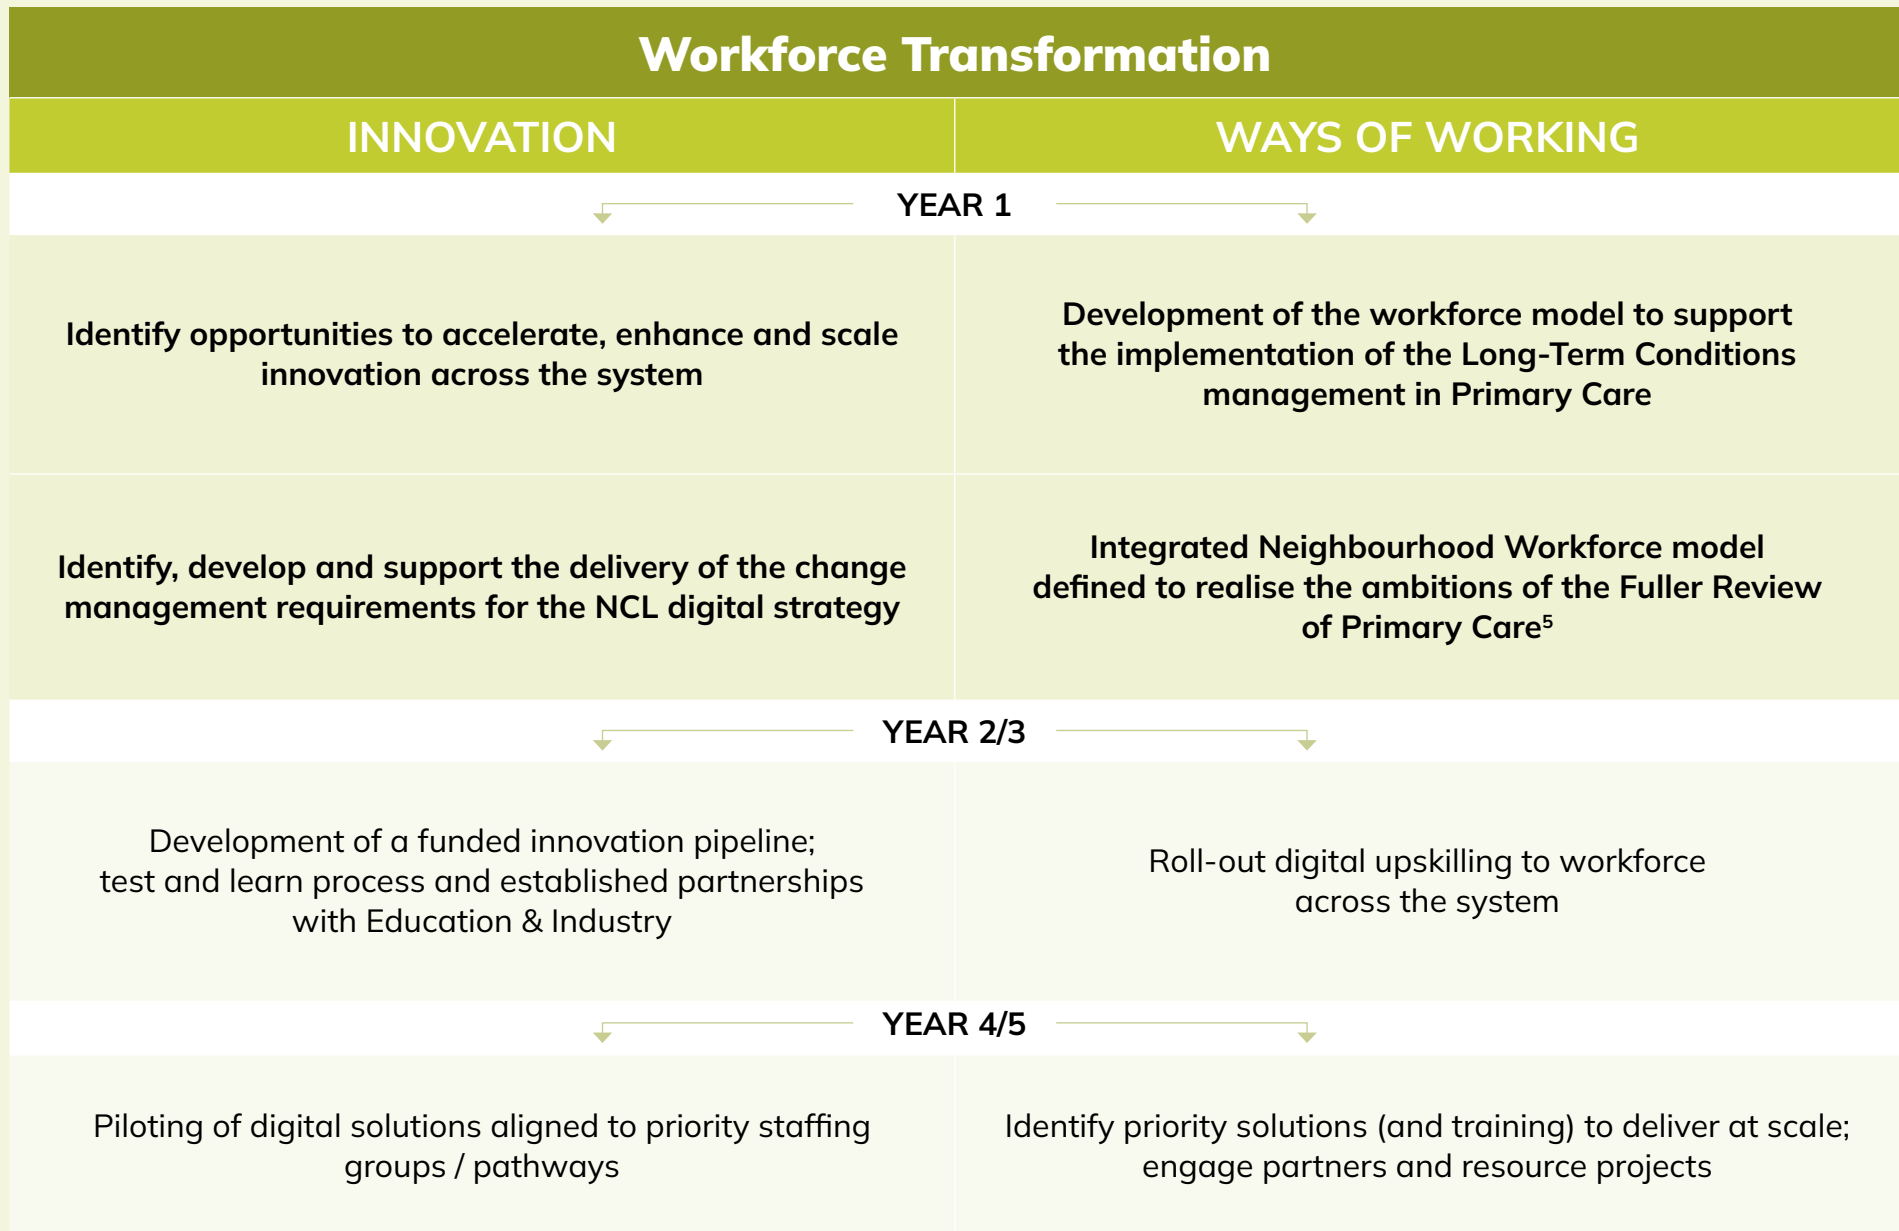 Workforce Transformation
INNOVATION
WAYS OF WORKING
YEAR 1
Identify opportunities to accelerate, enhance and scale
innovation across the system
Development of the workforce model to support
the implementation of the Long-Term Conditions
management in Primary Care
Identify, develop and support the delivery of the change
management requirements for the NCL digital strategy
Integrated Neighbourhood Workforce model
defined to realise the ambitions of the Fuller Review
of Primary Care⁵
YEAR 2/3
Development of a funded innovation pipeline;
test and learn process and established partnerships
with Education & Industry
Roll-out digital upskilling to workforce
across the system
YEAR 4/5
Piloting of digital solutions aligned to priority staffing
groups / pathways
Identify priority solutions (and training) to deliver at scale;
engage partners and resource projects